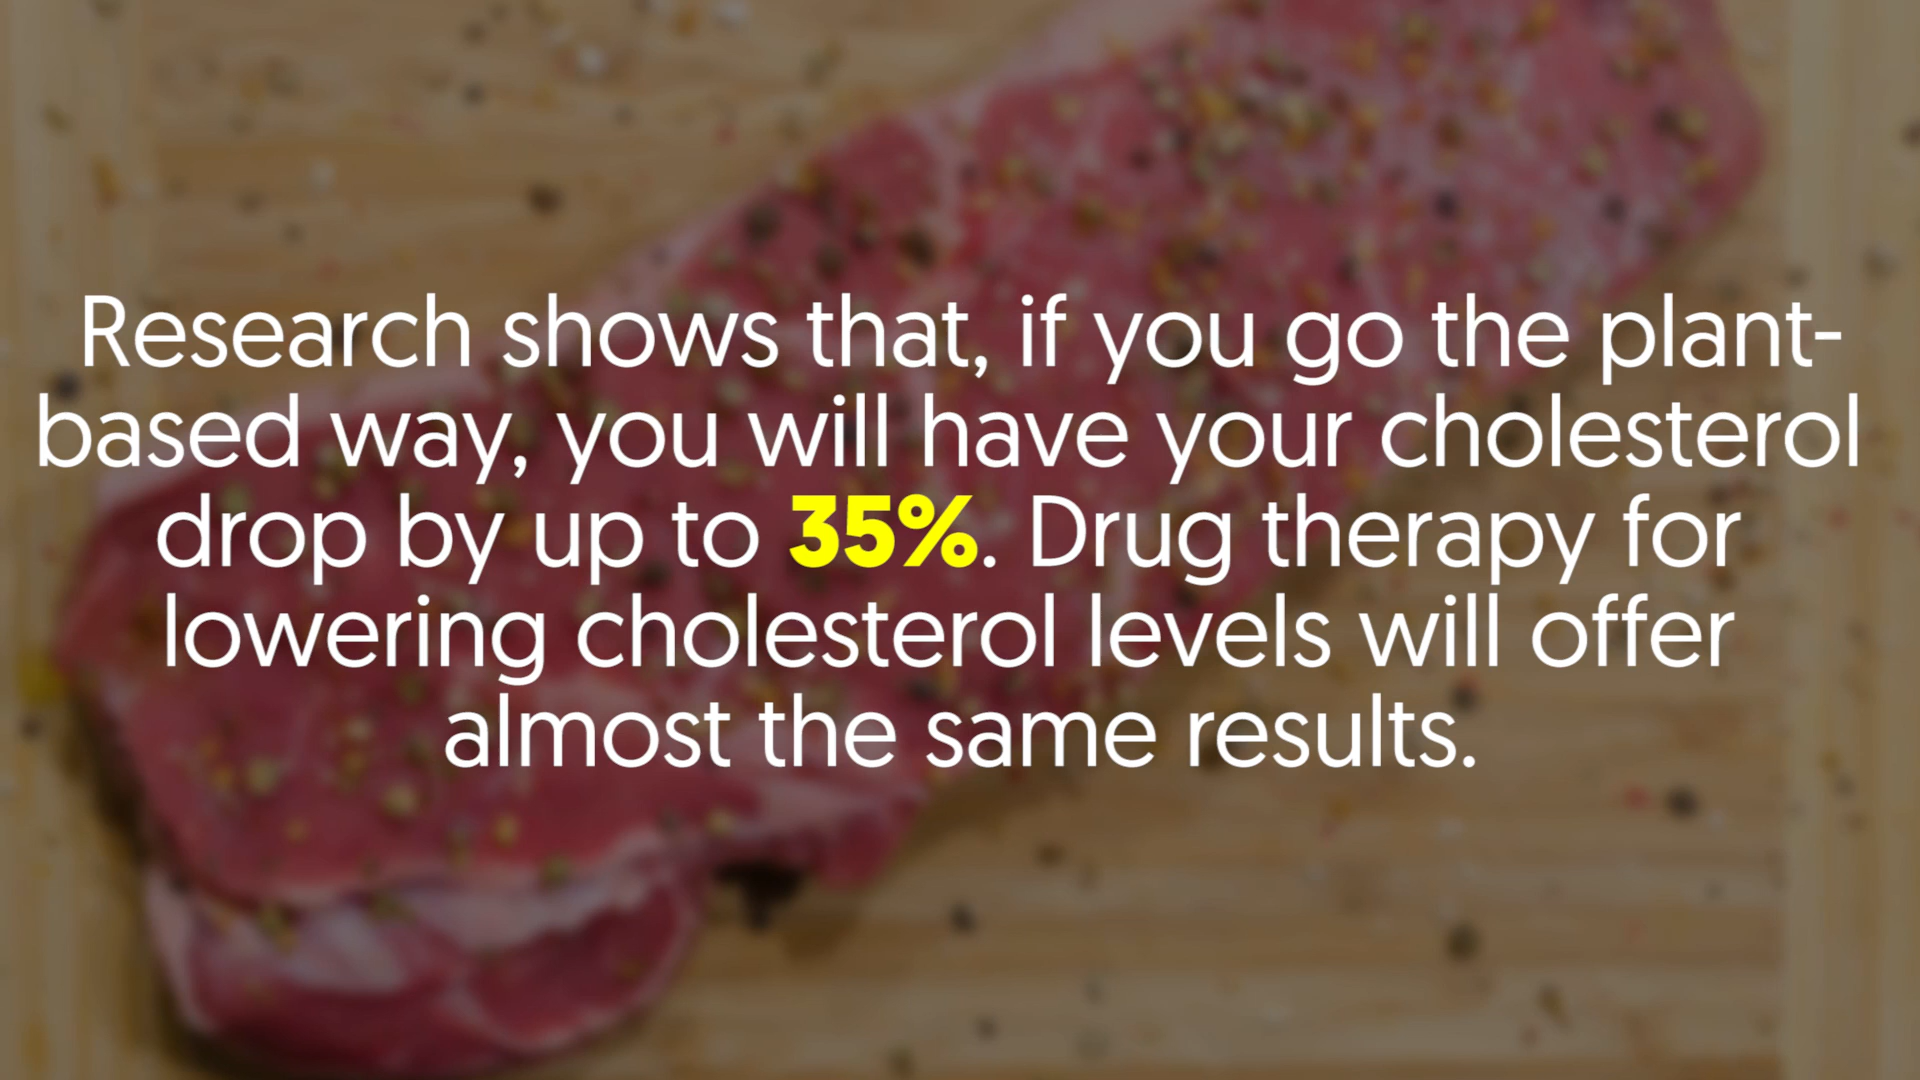 Research shows that, if you go the plant-
based way, you will have your cholesterol
drop by up to 35%. Drug therapy for
lowering cholesterol levels will offer
almost the same results.